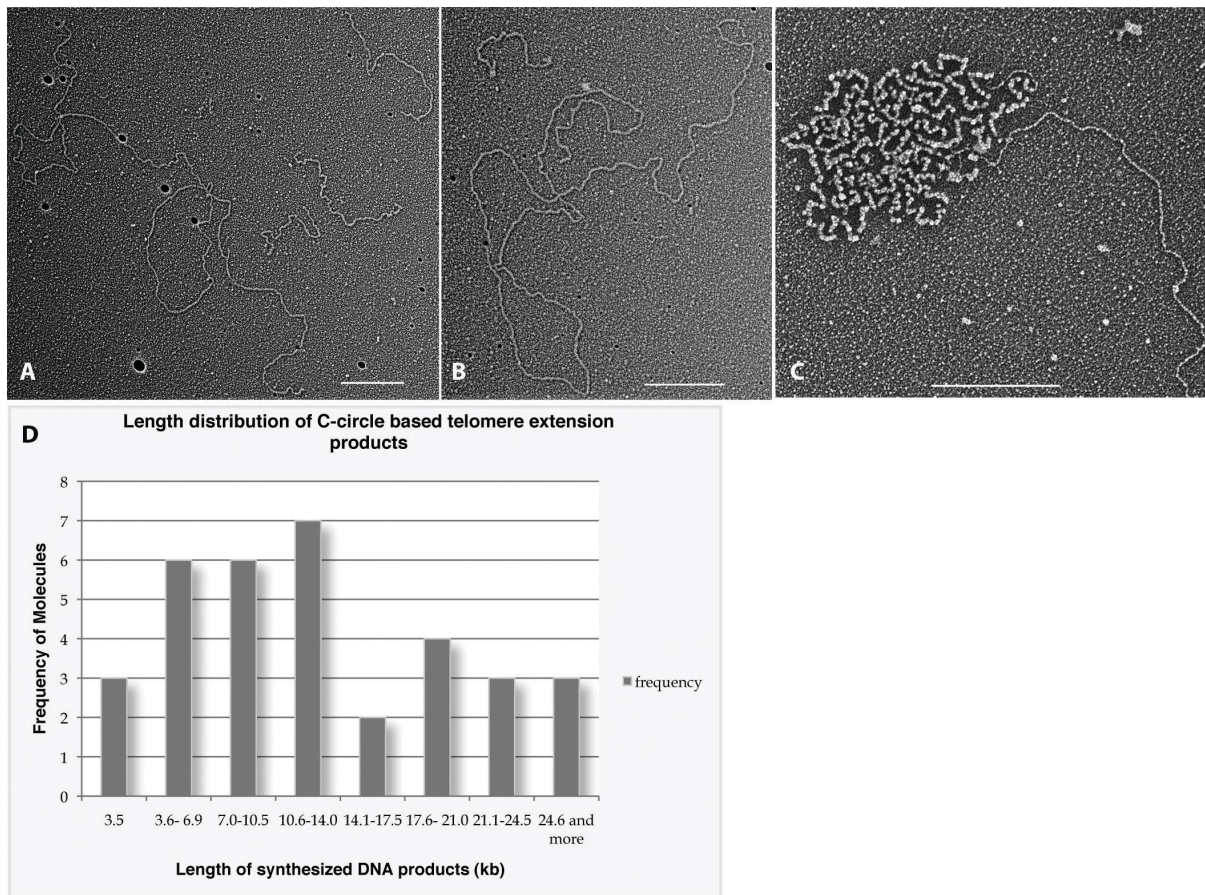 A
B
C
D
Length distribution of C-circle based telomere extension
products
Frequency of Molecules
8
7
6
5
4
3
2
1
0
3.5
3.6- 6.9
7.0-10.5
10.6-14.0
14.1-17.5
17.6- 21.0
21.1-24.5
24.6 and
more
Length of synthesized DNA products (kb)
frequency